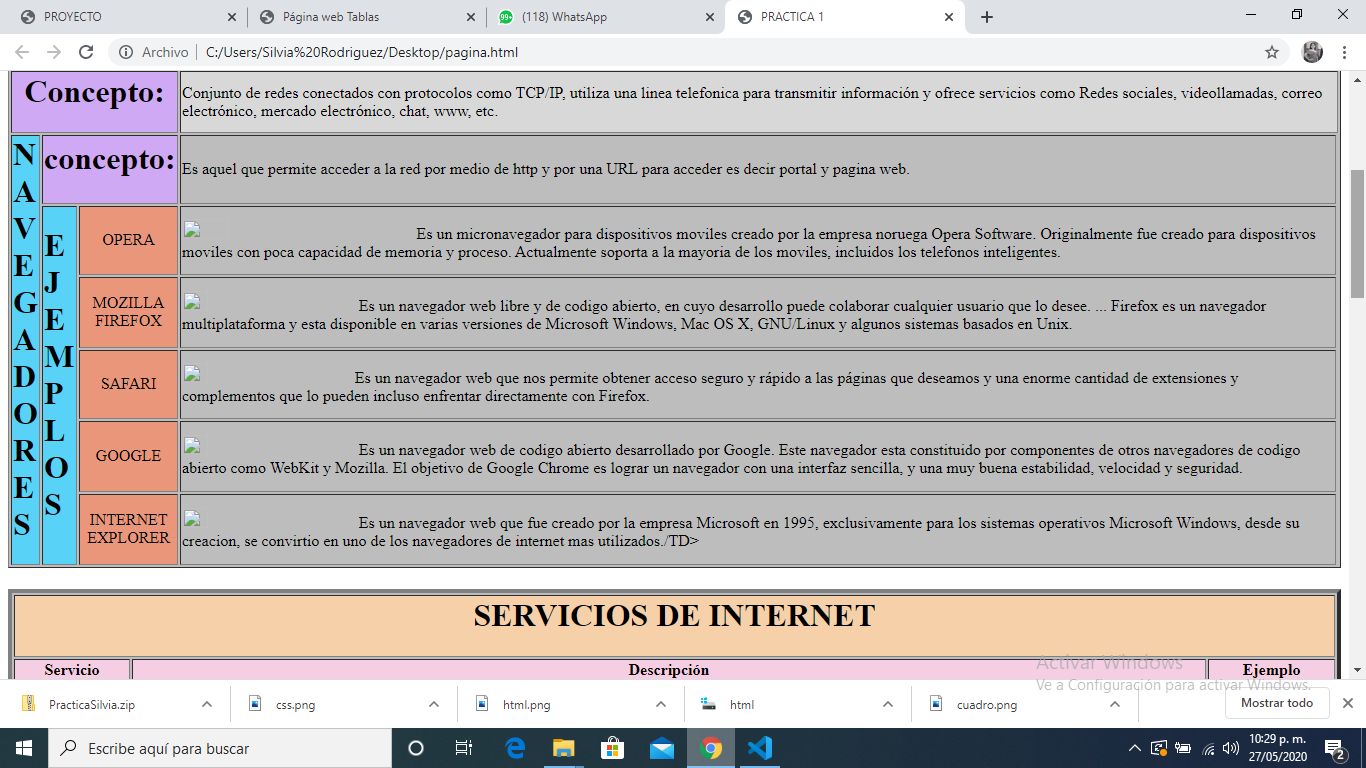 PROYECTO
Página web Tablas
99+
(118) WhatsApp
PRACTICA 1
Archivo
C:/Users/Silvia%20Rodriguez/Desktop/pagina.html
Concepto:
Conjunto de redes conectados con protocolos como TCP/IP, utiliza una linea telefonica para transmitir información y ofrece servicios como Redes sociales, videollamadas, correo
electrónico, mercado electrónico, chat, www, etc.
N
A
V
E
G
A
D
O
R
E
S
concepto:
Es aquel que permite acceder a la red por medio de http y por una URL para acceder es decir portal y pagina web.
E
J
E
M
P
L
O
S
OPERA
Es un micronavegador para dispositivos moviles creado por la empresa noruega Opera Software. Originalmente fue creado para dispositivos
moviles con poca capacidad de memoria y proceso. Actualmente soporta a la mayoria de los moviles, incluidos los telefonos inteligentes.
MOZILLA
FIREFOX
Es un navegador web libre y de codigo abierto, en cuyo desarrollo puede colaborar cualquier usuario que lo desee. ... Firefox es un navegador
multiplataforma y esta disponible en varias versiones de Microsoft Windows, Mac OS X, GNU/Linux y algunos sistemas basados en Unix.
SAFARI
Es un navegador web que nos permite obtener acceso seguro y rápido a las páginas que deseamos y una enorme cantidad de extensiones y
complementos que lo pueden incluso enfrentar directamente con Firefox.
GOOGLE
Es un navegador web de codigo abierto desarrollado por Google. Este navegador esta constituido por componentes de otros navegadores de codigo
abierto como WebKit y Mozilla. El objetivo de Google Chrome es lograr un navegador con una interfaz sencilla, y una muy buena estabilidad, velocidad y seguridad.
INTERNET
EXPLORER
Es un navegador web que fue creado por la empresa Microsoft en 1995, exclusivamente para los sistemas operativos Microsoft Windows, desde su
creacion, se convirtio en uno de los navegadores de internet mas utilizados./TD>
SERVICIOS DE INTERNET
Servicio
Descripción
Ejemplo
Activar Windows
Ve a Configuración para activar Windows.
PracticaSilvia.zip
css.png
html.png
html
cuadro.png
Mostrar todo
Escribe aquí para buscar
10:29 p. m.
27/05/2020
2